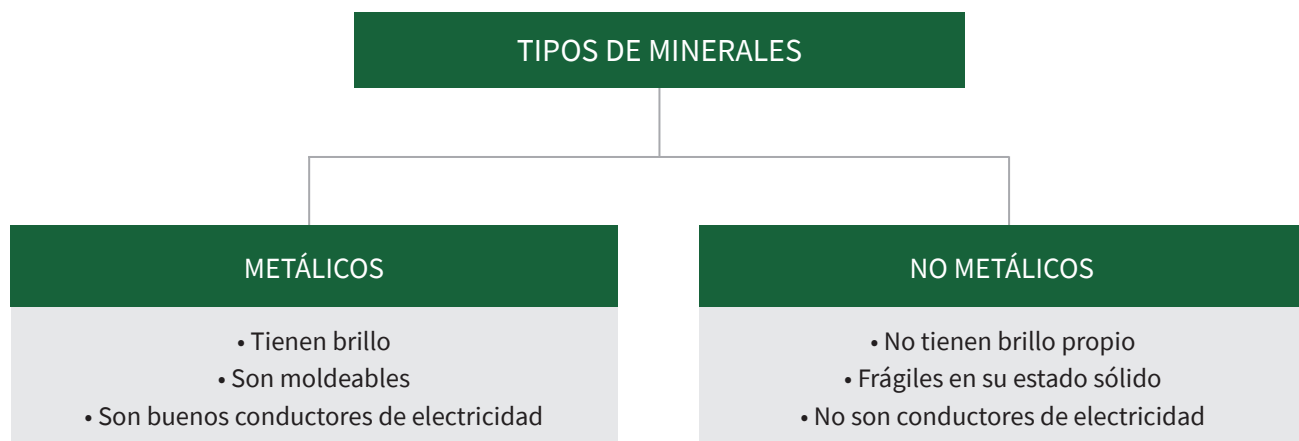 TIPOS DE MINERALES
METÁLICOS
• Tienen brillo
• Son moldeables
• Son buenos conductores de electricidad
NO METÁLICOS
• No tienen brillo propio
• Frágiles en su estado sólido
• No son conductores de electricidad